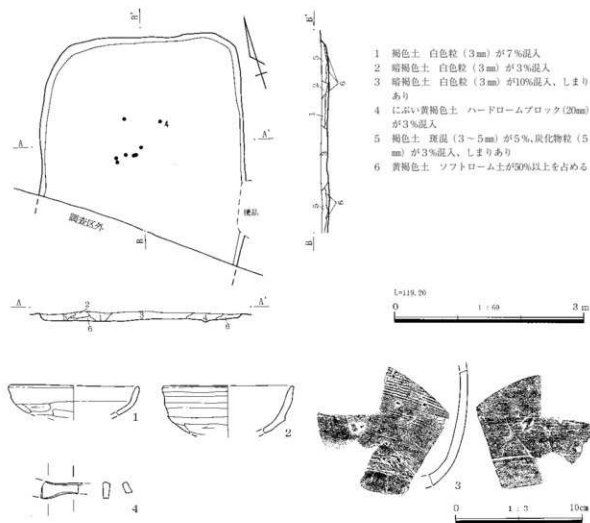 B'
B'
1 褐色土 白色粒(3㎜)が7%混入
2 暗褐色土 白色粒(3㎜)が3%混入
3 暗褐色土 白色粒(3㎜)が10%混入、しまり
あり
4 にぶい黄褐色土 ハードロームブロック(20㎜)
が3%混入
5 褐色土 斑混(3～5㎜)が5%、炭化物粒(5
㎜)が3%混入、しまりあり
6 黄褐色土 ソフトローム土が50%以上を占める
4
A
A'
調査区外
B
B
5
3
1
3
5
6
6
L=119.20
0
1:60
3m
A
A'
2
3
4
6
6
1
2
3
4
0
10cm